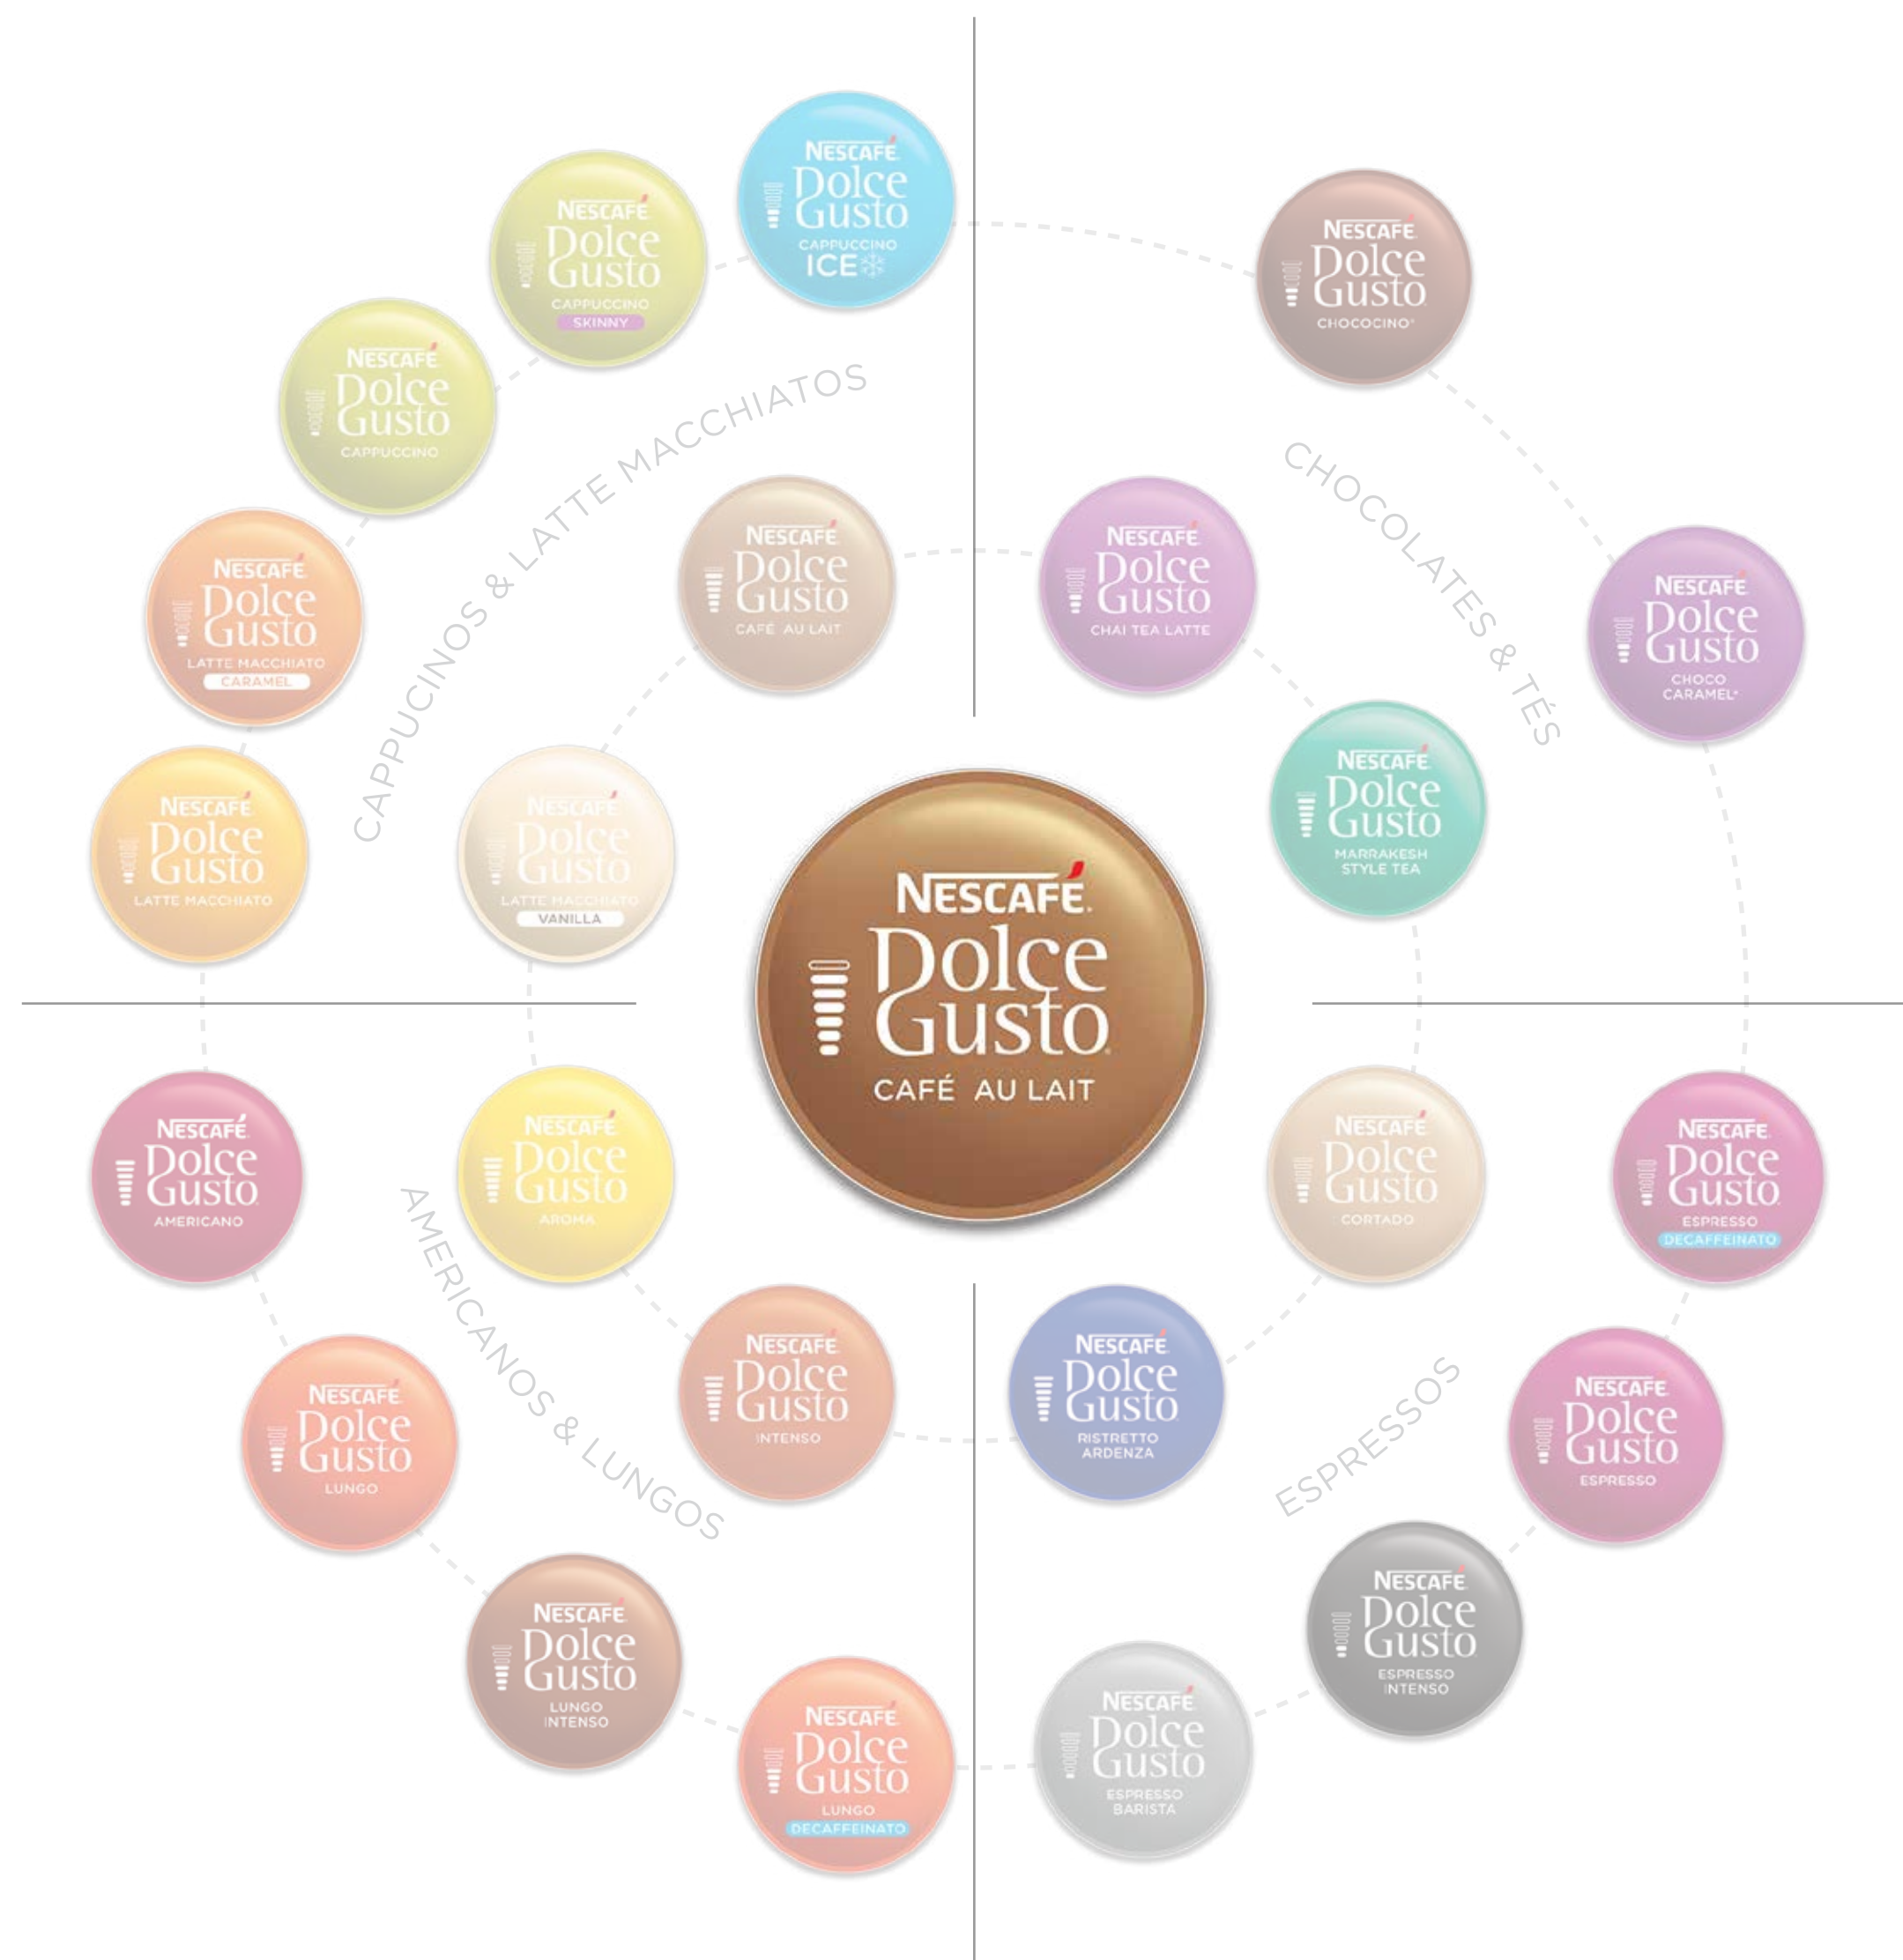 NESCAFÉ
Dolce
Gusto
CAPPUCCINO
ICE
NESCAFÉ
Dolce
Gusto
CAPPUCCINO
SKINNY
NESCAFÉ
Dolce
Gusto
CAPPUCCINO
NESCAFÉ
Dolce
Gusto
LATTE MACCHIATO
CARAMEL
NESCAFÉ
Dolce
Gusto
LATTE MACCHIATO
CAPPUCINOS & LATTE MACCHIATOS
NESCAFÉ
Dolce
Gusto
CAFÉ AU LAIT
NESCAFÉ
Dolce
Gusto
LATTE MACCHIATO
VANILLA
NESCAFÉ
Dolce
Gusto
CHOCOCINO*
NESCAFÉ
Dolce
Gusto
CHOCO
CARAMEL*
CHOCOLATES & TÉS
NESCAFÉ
Dolce
Gusto
CHAI TEA LATTE
NESCAFÉ
Dolce
Gusto
MARRAKESH
STYLE TEA
NESCAFÉ.
Dolce
Gusto
CAFÉ AU LAIT
NESCAFÉ
Dolce
Gusto
AMERICANO
NESCAFÉ
Dolce
Gusto
AROMA
AMERICANOS & LUNGOS
NESCAFÉ
Dolce
Gusto
INTENSO
NESCAFÉ
Dolce
Gusto
LUNGO
NESCAFÉ
Dolce
Gusto
LUNGO
INTENSO
NESCAFÉ
Dolce
Gusto
LUNGO
DECAFFEINATO
NESCAFÉ
Dolce
Gusto
CORTADO
NESCAFÉ
Dolce
Gusto
ESPRESSO
DECAFFEINATO
NESCAFÉ
Dolce
Gusto
RISTRETTO
ARDENZA
ESPRESSOS
NESCAFÉ
Dolce
Gusto
ESPRESSO
NESCAFÉ
Dolce
Gusto
ESPRESSO
INTENSO
NESCAFÉ
Dolce
Gusto
ESPRESSO
BARISTA